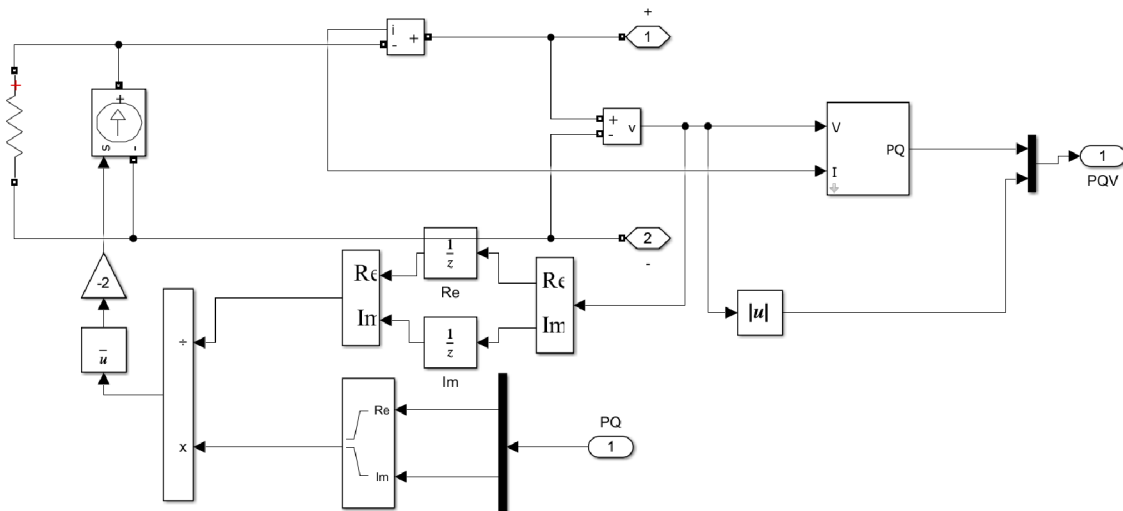 +
i
-
+
1
+
s
-
+
-
v
V
I
PQ
1
PQV
2
-
-2
1
z
Re
Re
Im
Re
Im
1
z
Im
|u|
u
÷
x
Re
Im
PQ
1